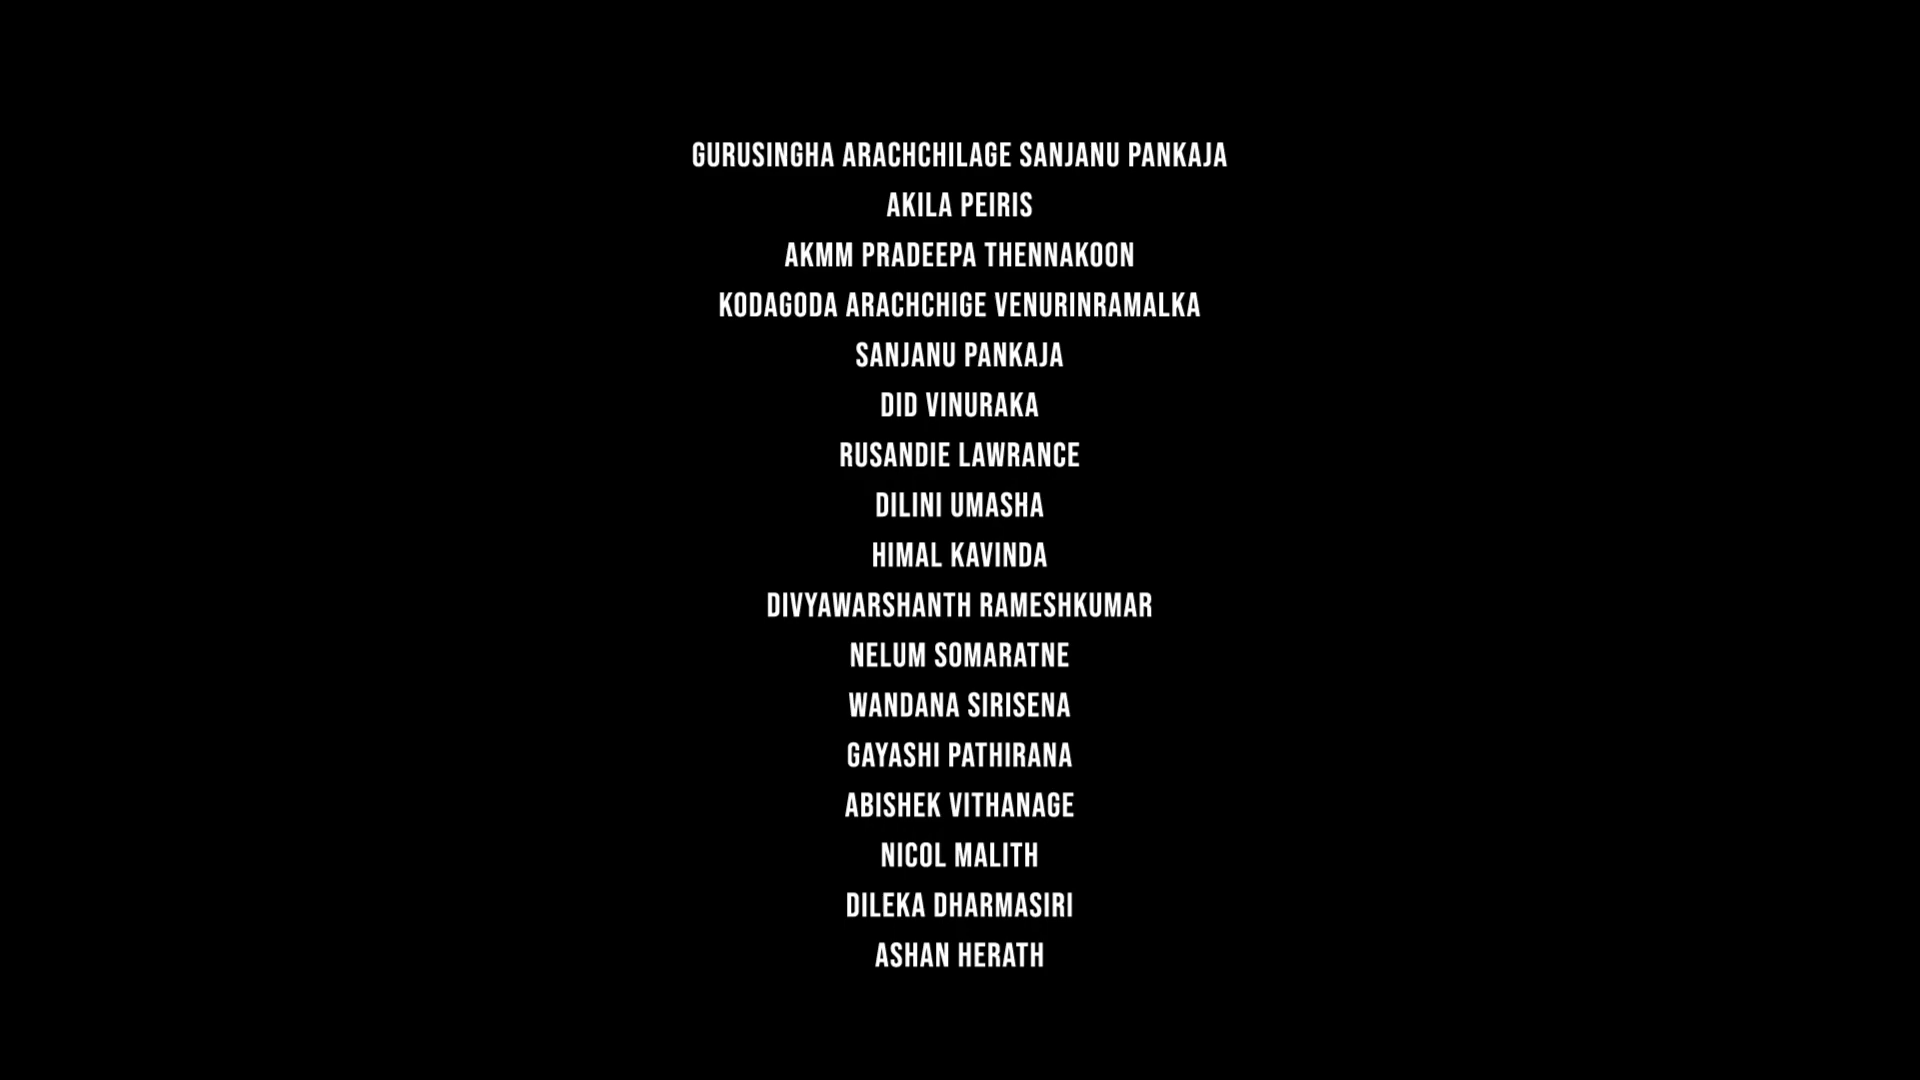 GURUSINGHA ARACHCHILAGE SANJANU PANKAJA
AKILA PEIRIS
AKMM PRADEEPA THENNAKOON
KODAGODA ARACHCHIGE VENURINRAMALKA
SANJANU PANKAJA
DID VINURAKA
RUSANDIE LAWRANCE
DILINI UMASHA
HIMAL KAVINDA
DIVYAWARSHANTH RAMESHKUMAR
NELUM SOMARATNE
WANDANA SIRISENA
GAYASHI PATHIRANA
ABISHEK VITHANAGE
NICOL MALITH
DILEKA DHARMASIRI
ASHAN HERATH